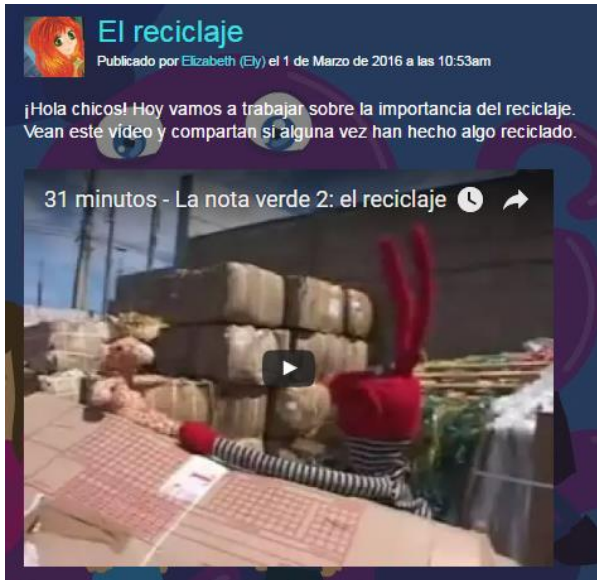 El reciclaje
Publicado por Elizabeth (Ely) el 1 de Marzo de 2016 a las 10:53am
¡Hola chicos! Hoy vamos a trabajar sobre la importancia del reciclaje.
Vean este vídeo y compartan si alguna vez han hecho algo reciclado.
31 minutos - La nota verde 2: el reciclaje